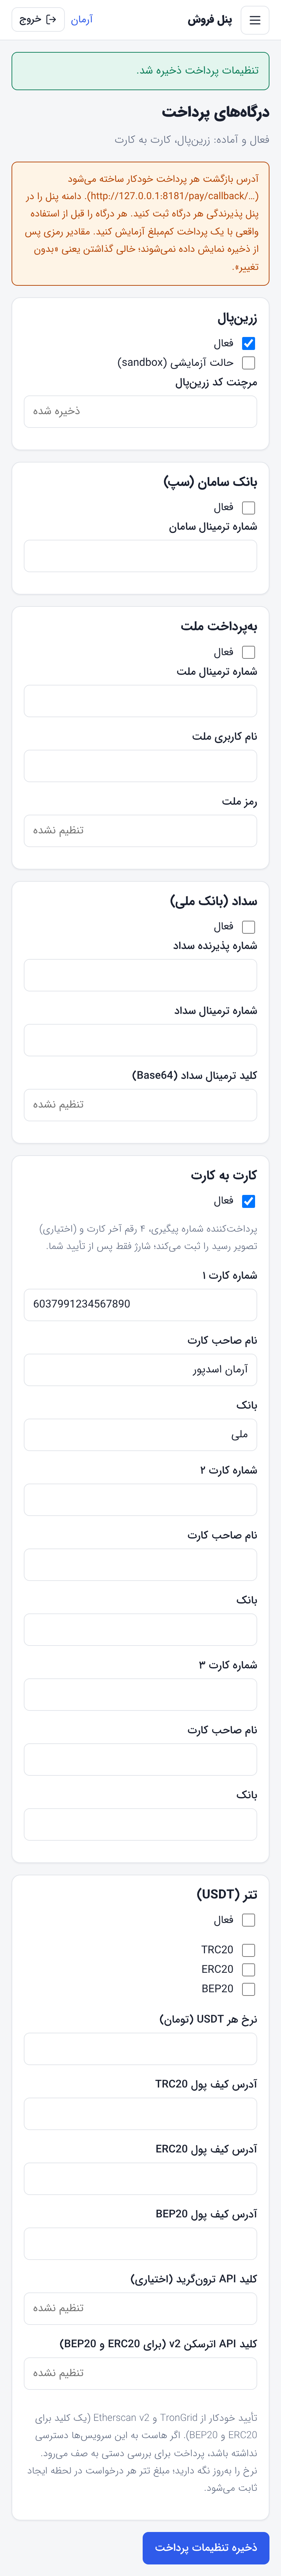 پنل فروش
آرمان
خروج
تنظیمات پرداخت ذخیره شد.
درگاه‌های پرداخت
فعال و آماده: زرین‌پال، کارت به کارت
آدرس بازگشت هر پرداخت خودکار ساخته می‌شود
(http://127.0.0.1:8181/pay/callback/…). دامنه پنل را در
پنل پذیرندگی هر درگاه ثبت کنید. هر درگاه را قبل از استفاده
واقعی با یک پرداخت کم‌مبلغ آزمایش کنید. مقادیر رمزی پس
از ذخیره نمایش داده نمی‌شوند؛ خالی گذاشتن یعنی «بدون
تغییر».
زرین‌پال
فعال
حالت آزمایشی (sandbox)
مرچنت کد زرین‌پال
ذخیره شده
بانک سامان (سپ)
فعال
شماره ترمینال سامان
به‌پرداخت ملت
فعال
شماره ترمینال ملت
نام کاربری ملت
رمز ملت
تنظیم نشده
سداد (بانک ملی)
فعال
شماره پذیرنده سداد
شماره ترمینال سداد
کلید ترمینال سداد (Base64)
تنظیم نشده
کارت به کارت
فعال
پرداخت‌کننده شماره پیگیری، ۴ رقم آخر کارت و (اختیاری)
تصویر رسید را ثبت می‌کند؛ شارژ فقط پس از تأیید شما.
شماره کارت ۱
6037991234567890
نام صاحب کارت
آرمان اسدپور
بانک
ملی
شماره کارت ۲
نام صاحب کارت
بانک
شماره کارت ۳
نام صاحب کارت
بانک
تتر (USDT)
فعال
TRC20
ERC20
BEP20
نرخ هر USDT (تومان)
آدرس کیف پول TRC20
آدرس کیف پول ERC20
آدرس کیف پول BEP20
کلید API ترون‌گرید (اختیاری)
تنظیم نشده
کلید API اتراسکن v2 (برای ERC20 و BEP20)
تنظیم نشده
تأیید خودکار از TronGrid و Etherscan v2 (یک کلید برای
ERC20 و BEP20). اگر هاست به این سرویس‌ها دسترسی
نداشته باشد، پرداخت برای بررسی دستی به صف می‌رود.
نرخ را به‌روز نگه دارید؛ مبلغ تتر هر درخواست در لحظه ایجاد
ثابت می‌شود.
ذخیره تنظیمات پرداخت